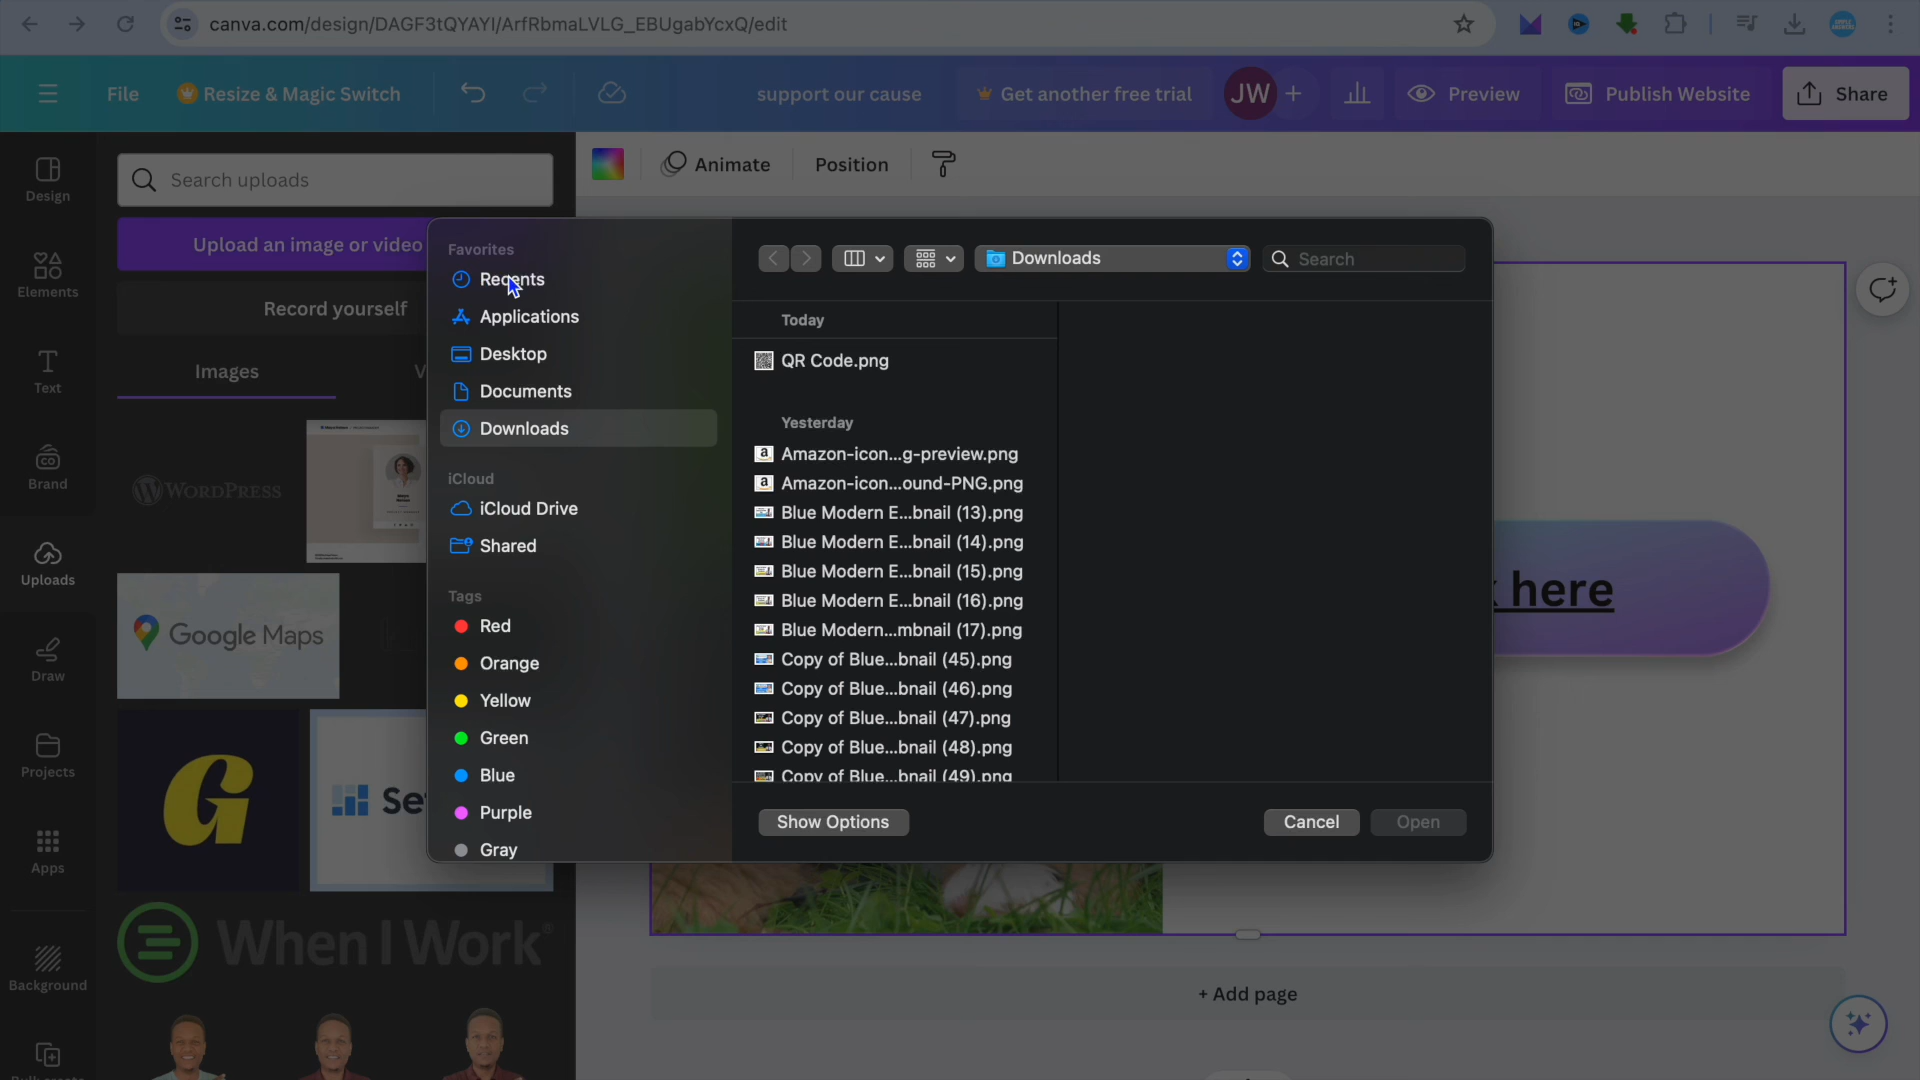 canva.com/design/DAGF3tQYAYI/ArfRbmaLVLG_EBUgabYcxQ/edit
File
Resize & Magic Switch
support our cause
Get another free trial
JW
Preview
Publish Website
Share
Design
Elements
Text
Brand
Uploads
Draw
Projects
Apps
Background
Search uploads
Upload an image or video
Record yourself
Images
V
WORDPRESS
Google Maps
G
Se
When I Work
Animate
Position
Favorites
Recents
Applications
Desktop
Documents
Downloads
iCloud
iCloud Drive
Shared
Tags
Red
Orange
Yellow
Green
Blue
Purple
Gray
Downloads
Search
Today
QR Code.png
Yesterday
Amazon-icon...g-preview.png
Amazon-icon...ound-PNG.png
Blue Modern E...bnail (13).png
Blue Modern E...bnail (14).png
Blue Modern E...bnail (15).png
Blue Modern E...bnail (16).png
Blue Modern...mbnail (17).png
Copy of Blue...bnail (45).png
Copy of Blue...bnail (46).png
Copy of Blue...bnail (47).png
Copy of Blue...bnail (48).png
Copy of Blue...bnail (49).png
Show Options
Cancel
Open
here
+ Add page